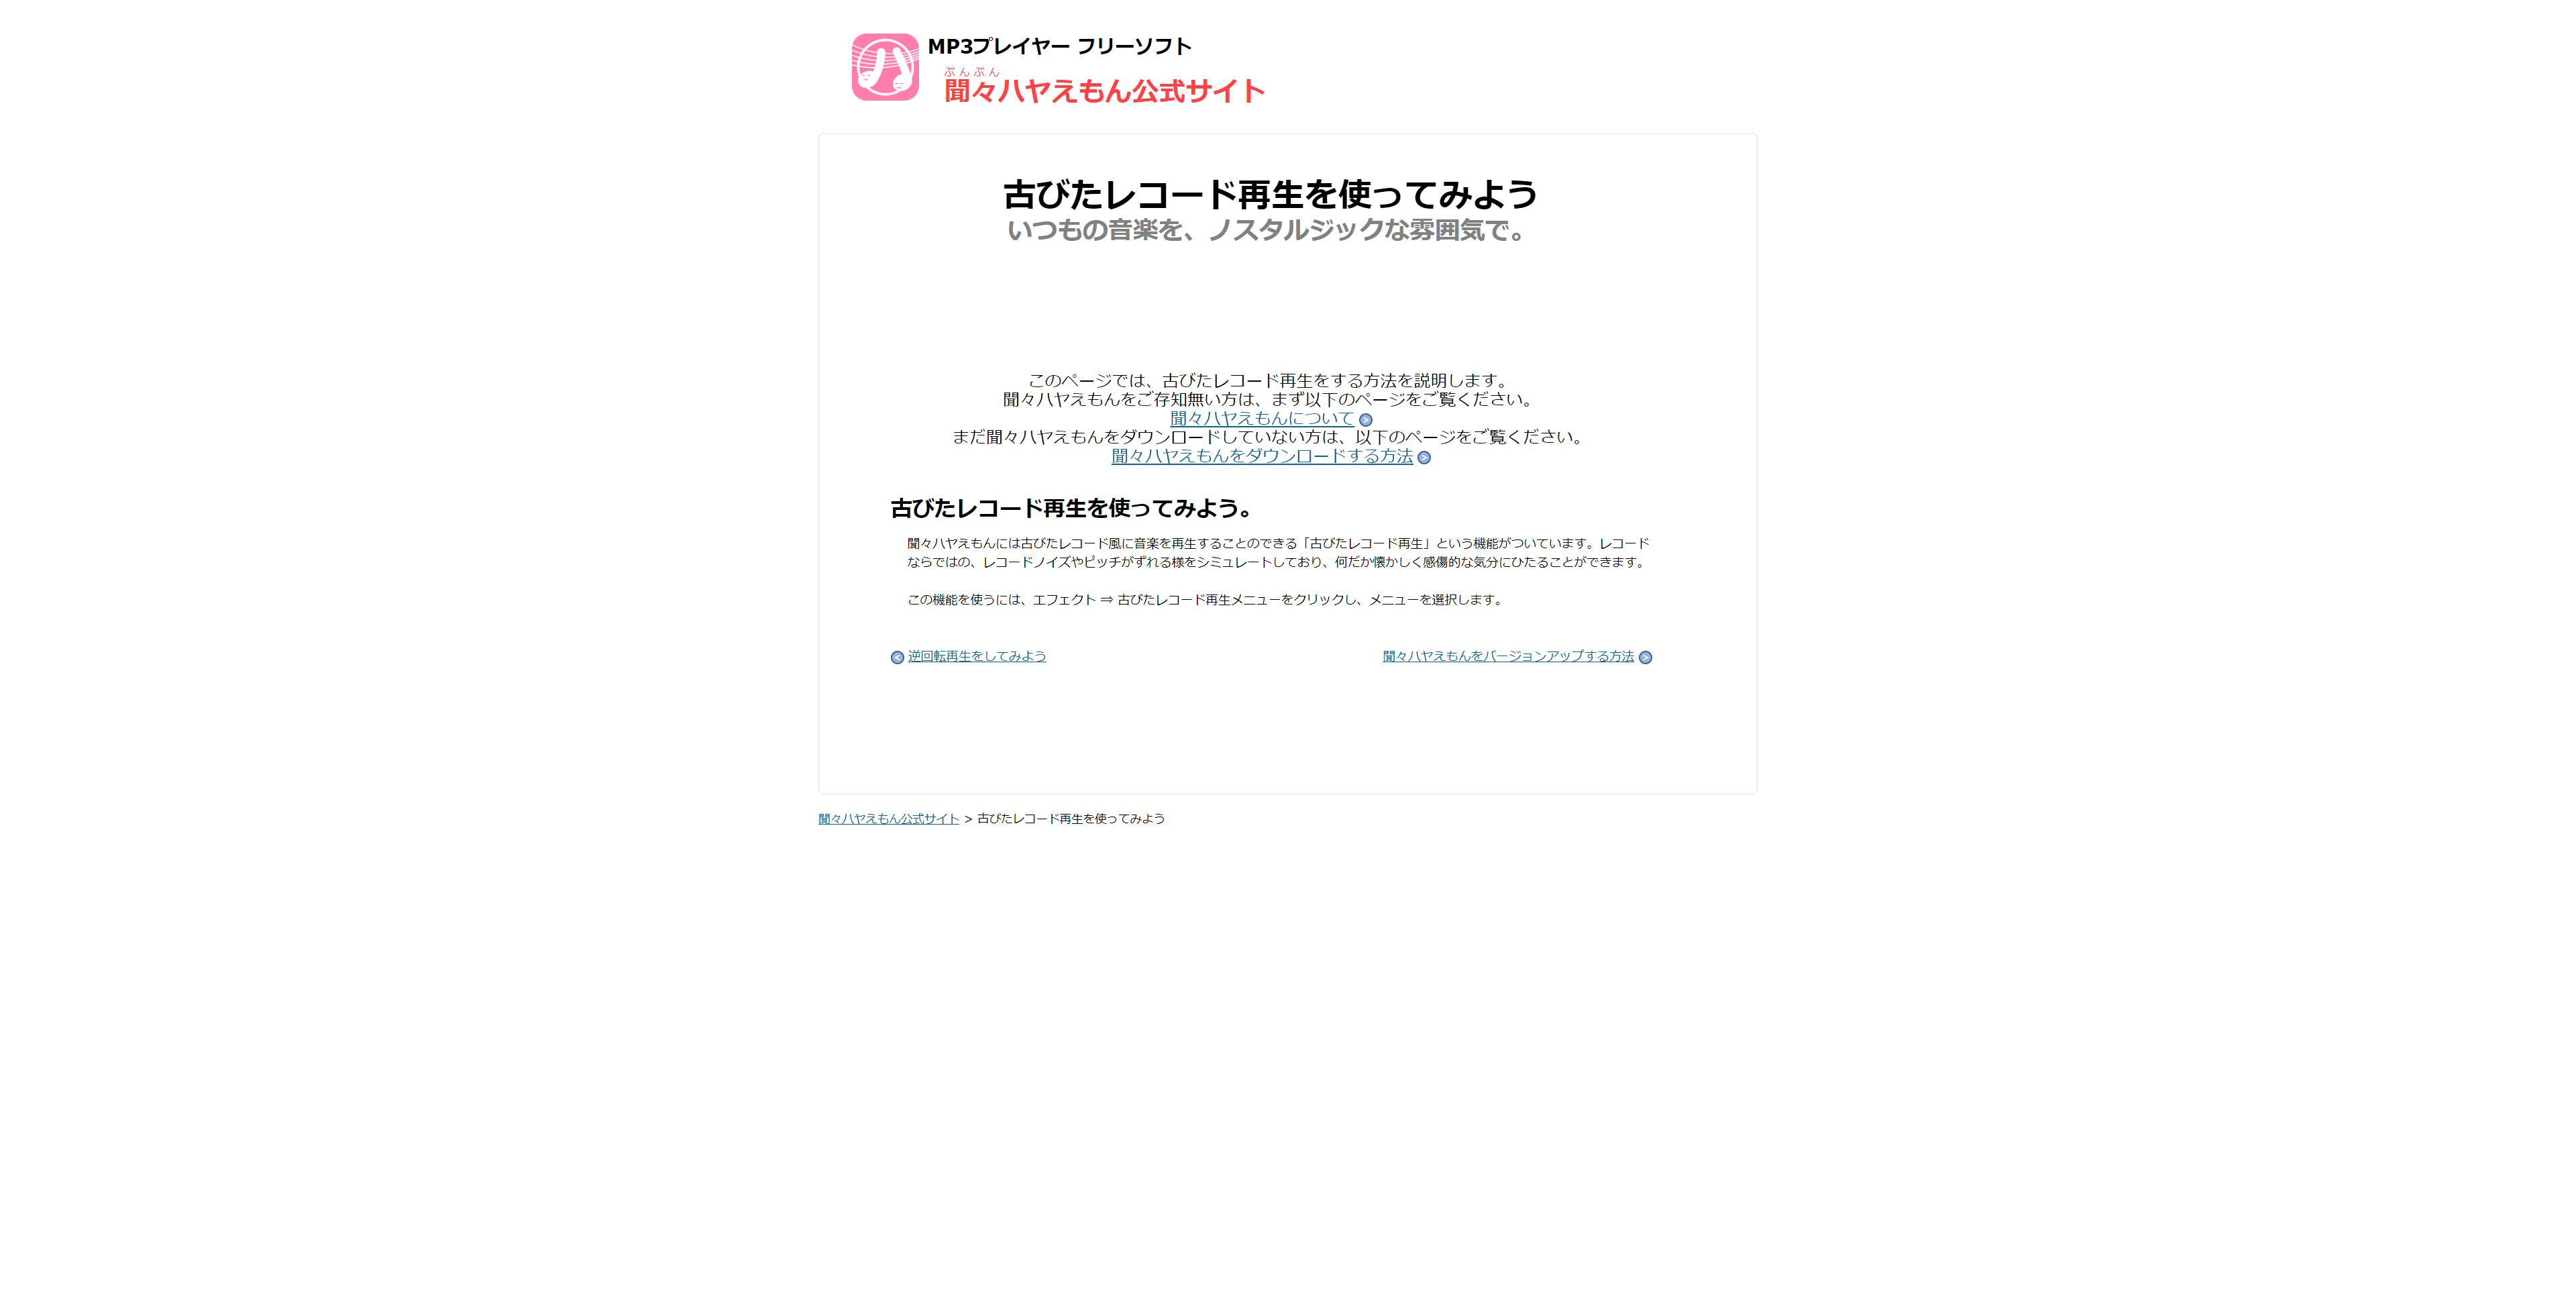 MP3プレイヤー フリーソフト
ぶんぶん
聞々ハヤえもん公式サイト
古びたレコード再生を使ってみよう
いつもの音楽を、ノスタルジックな雰囲気で。
このページでは、古びたレコード再生をする方法を説明します。
聞々ハヤえもんをご存知無い方は、まず以下のページをご覧ください。
聞々ハヤえもんについて
まだ聞々ハヤえもんをダウンロードしていない方は、以下のページをご覧ください。
聞々ハヤえもんをダウンロードする方法
古びたレコード再生を使ってみよう。
聞々ハヤえもんには古びたレコード風に音楽を再生することのできる「古びたレコード再生」という機能がついています。レコード
ならではの、レコードノイズやピッチがずれる様をシミュレートしており、何だか懐かしく感傷的な気分にひたることができます。
この機能を使うには、エフェクト ⇒ 古びたレコード再生メニューをクリックし、メニューを選択します。
逆回転再生をしてみよう
聞々ハヤえもんをバージョンアップする方法
聞々ハヤえもん公式サイト > 古びたレコード再生を使ってみよう